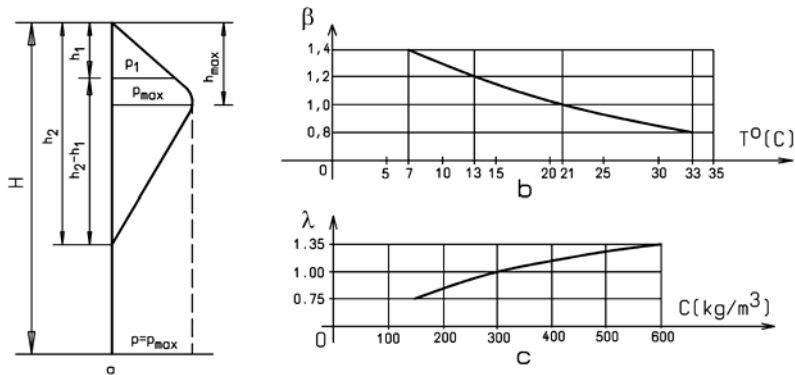 H
h2
h1
h2-h1
p1
pmax
hmax
p=pmax
a
β
1,4
1,2
1,0
0,8
0
5
7
10
13
15
20
21
25
30
33
35
T⁰(C)
b
λ
1.35
1.00
0.75
0
100
200
300
400
500
600
C(kg/m³)
c